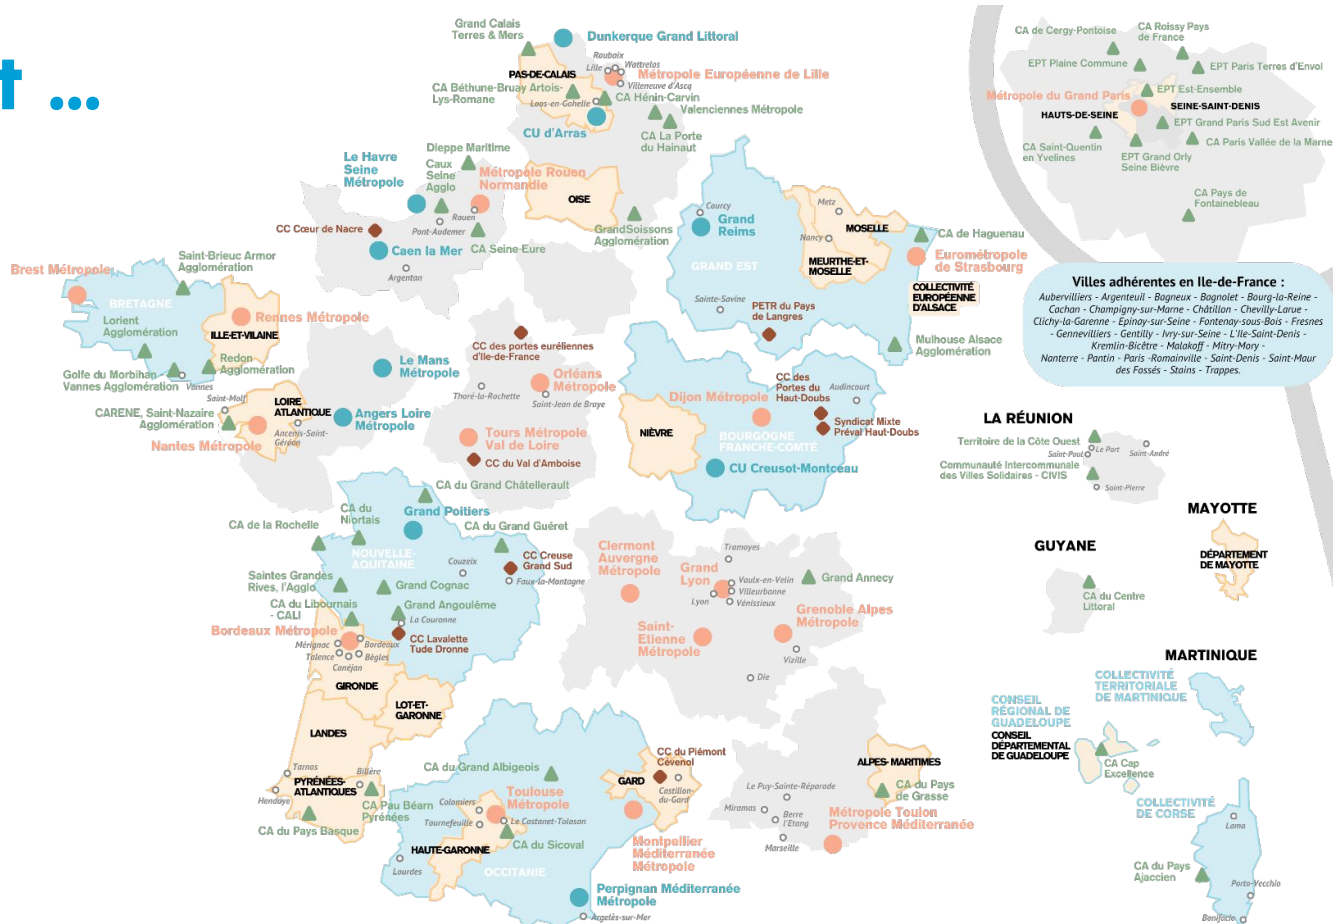 t ...
Grand Calais
Terres & Mers
Dunkerque Grand Littoral
Roubaix
Lille
Wattrelos
Villeneuve d'Ascq
Métropole Européenne de Lille
PAS-DE-CALAIS
CA Béthune-Bruay Artois-
Lys-Romane
Loos-en-Gohelle
CA Hénin-Carvin
Valenciennes Métropole
CU d'Arras
CA La Porte
du Hainaut
Le Havre
Seine
Métropole
Dieppe Maritime
Caux
Seine
Agglo
Métropole Rouen
Normandie
Rouen
Pont-Audemer
OISE
CC Cœur de Nacre
Caen la Mer
CA Seine-Eure
Argentan
GrandSoissons
Agglomération
Courcy
Grand
Reims
GRAND EST
Metz
MOSELLE
Nancy
MEURTHE-ET-
MOSELLE
CA de Haguenau
Eurométropole
de Strasbourg
COLLECTIVITÉ
EUROPÉENNE
D'ALSACE
Sainte-Savine
PETR du Pays
de Langres
Mulhouse Alsace
Agglomération
Brest Métropole
Saint-Brieuc Armor
Agglomération
BRETAGNE
Rennes Métropole
ILLE-ET-VILAINE
Lorient
Agglomération
Redon
Agglomération
Golfe du Morbihan
Vannes Agglomération
Vannes
Saint-Molf
CARENE, Saint-Nazaire
Agglomération
LOIRE
ATLANTIQUE
Ancenis-Saint-
Géréon
Nantes Métropole
Le Mans
Métropole
Angers Loire
Métropole
CC des portes euréliennes
d'Ile-de-France
Orléans
Métropole
Thoré-la-Rochette
Saint-Jean de Braye
Tours Métropole
Val de Loire
CC du Val d'Amboise
Dijon Métropole
CC des
Portes du
Haut-Doubs
Audincourt
Syndicat Mixte
Préval Haut-Doubs
NIÈVRE
BOURGOGNE
FRANCHE-COMTÉ
CU Creusot-Montceau
CA du Grand Châtellerault
Grand Poitiers
CA du
Niortais
CA de la Rochelle
CA du Grand Guéret
NOUVELLE-
AQUITAINE
Couzeix
CC Creuse
Grand Sud
Faux-la-Montagne
Saintes Grandes
Rives, l'Agglo
Grand Cognac
Grand Angoulême
La Couronne
CA du Libournais
- CALI
CC Lavalette
Tude Dronne
Bordeaux Métropole
Mérignac
Bordeaux
Talence
Bègles
Canéjan
GIRONDE
LOT-ET-
GARONNE
LANDES
Tarnos
Billère
PYRÉNÉES-
ATLANTIQUES
Hendaye
CA Pau Béarn
Pyrénées
CA du Pays Basque
Clermont
Auvergne
Métropole
Tramoyes
Grand
Lyon
Vaulx-en-Velin
Villeurbanne
Lyon
Vénissieux
Grand Annecy
Saint-
Etienne
Métropole
Grenoble Alpes
Métropole
Vizille
Die
CA du Grand Albigeois
Toulouse
Métropole
Colomiers
Tournefeuille
Le Castanet-Tolosan
CA du Sicoval
HAUTE-GARONNE
Lourdes
OCCITANIE
CC du Piémont
Cévenol
GARD
Castillon-
du-Gard
Montpellier
Méditerranée
Métropole
Perpignan Méditerranée
Métropole
Argelès-sur-Mer
ALPES-MARITIMES
CA du Pays
de Grasse
Le Puy-Sainte-Réparade
Miramas
Berre
l'Etang
Marseille
Métropole Toulon
Provence Méditerranée
CA de Cergy-Pontoise
CA Roissy Pays
de France
EPT Plaine Commune
EPT Paris Terres d'Envol
Métropole du Grand Paris
EPT Est-Ensemble
SEINE-SAINT-DENIS
HAUTS-DE-SEINE
EPT Grand Paris Sud Est Avenir
CA Saint-Quentin
en Yvelines
EPT Grand Orly
Seine Bièvre
CA Paris Vallée de la Marne
CA Pays de
Fontainebleau
Villes adhérentes en Ile-de-France :
Aubervilliers - Argenteuil - Bagneux - Bagnolet - Bourg-la-Reine -
Cachan - Champigny-sur-Marne - Châtillon - Chevilly-Larue -
Clichy-la-Garenne - Epinay-sur-Seine - Fontenay-sous-Bois - Fresnes
- Gennevilliers - Gentilly - Ivry-sur-Seine - L'Ile-Saint-Denis -
Kremlin-Bicêtre - Malakoff - Mitry-Mory -
Nanterre - Pantin - Paris -Romainville - Saint-Denis - Saint-Maur
des Fossés - Stains - Trappes.
LA RÉUNION
Territoire de la Côte Ouest
Le Port
Saint-Paul
Saint-André
Communauté Intercommunale
des Villes Solidaires - CIVIS
Saint-Pierre
MAYOTTE
DÉPARTEMENT
DE MAYOTTE
GUYANE
CA du Centre
Littoral
MARTINIQUE
COLLECTIVITÉ
TERRITORIALE
DE MARTINIQUE
CONSEIL
RÉGIONAL DE
GUADELOUPE
CONSEIL
DÉPARTEMENTAL
DE GUADELOUPE
CA Cap
Excellence
COLLECTIVITÉ
DE CORSE
Lama
CA du Pays
Ajaccien
Porto-Vecchio
Bonifacio